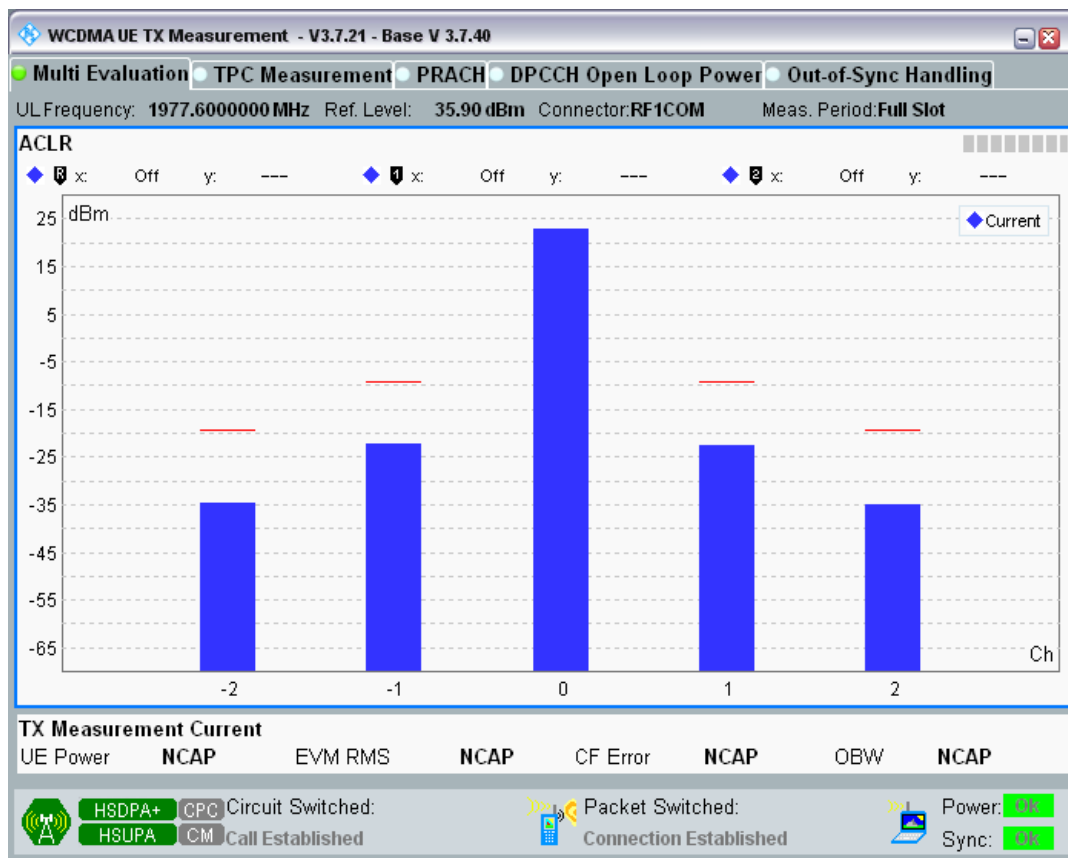 WCDMA UE TX Measurement - V3.7.21 - Base V 3.7.40
Multi Evaluation TPC Measurement PRACH DPCCH Open Loop Power Out-of-Sync Handling
UL Frequency: 1977.6000000 MHz Ref. Level: 35.90 dBm Connector:RF1COM Meas. Period:Full Slot
ACLR
R x: Off y: --- 1 x: Off y: --- 2 x: Off y: ---
dBm
Current
25
15
5
-5
-15
-25
-35
-45
-55
-65
Ch
-2 -1 0 1 2
TX Measurement Current
UE Power NCAP EVM RMS NCAP CF Error NCAP OBW NCAP
HSDPA+ CPC Circuit Switched: Packet Switched: Power: OK
HSUPA CM Call Established Connection Established Sync: OK